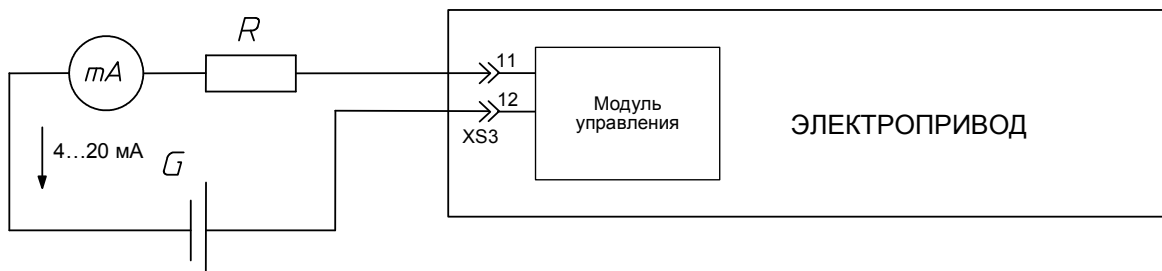 R
mA
11
12
XS3
Модуль
управления
ЭЛЕКТРОПРИВОД
4...20 мА
G